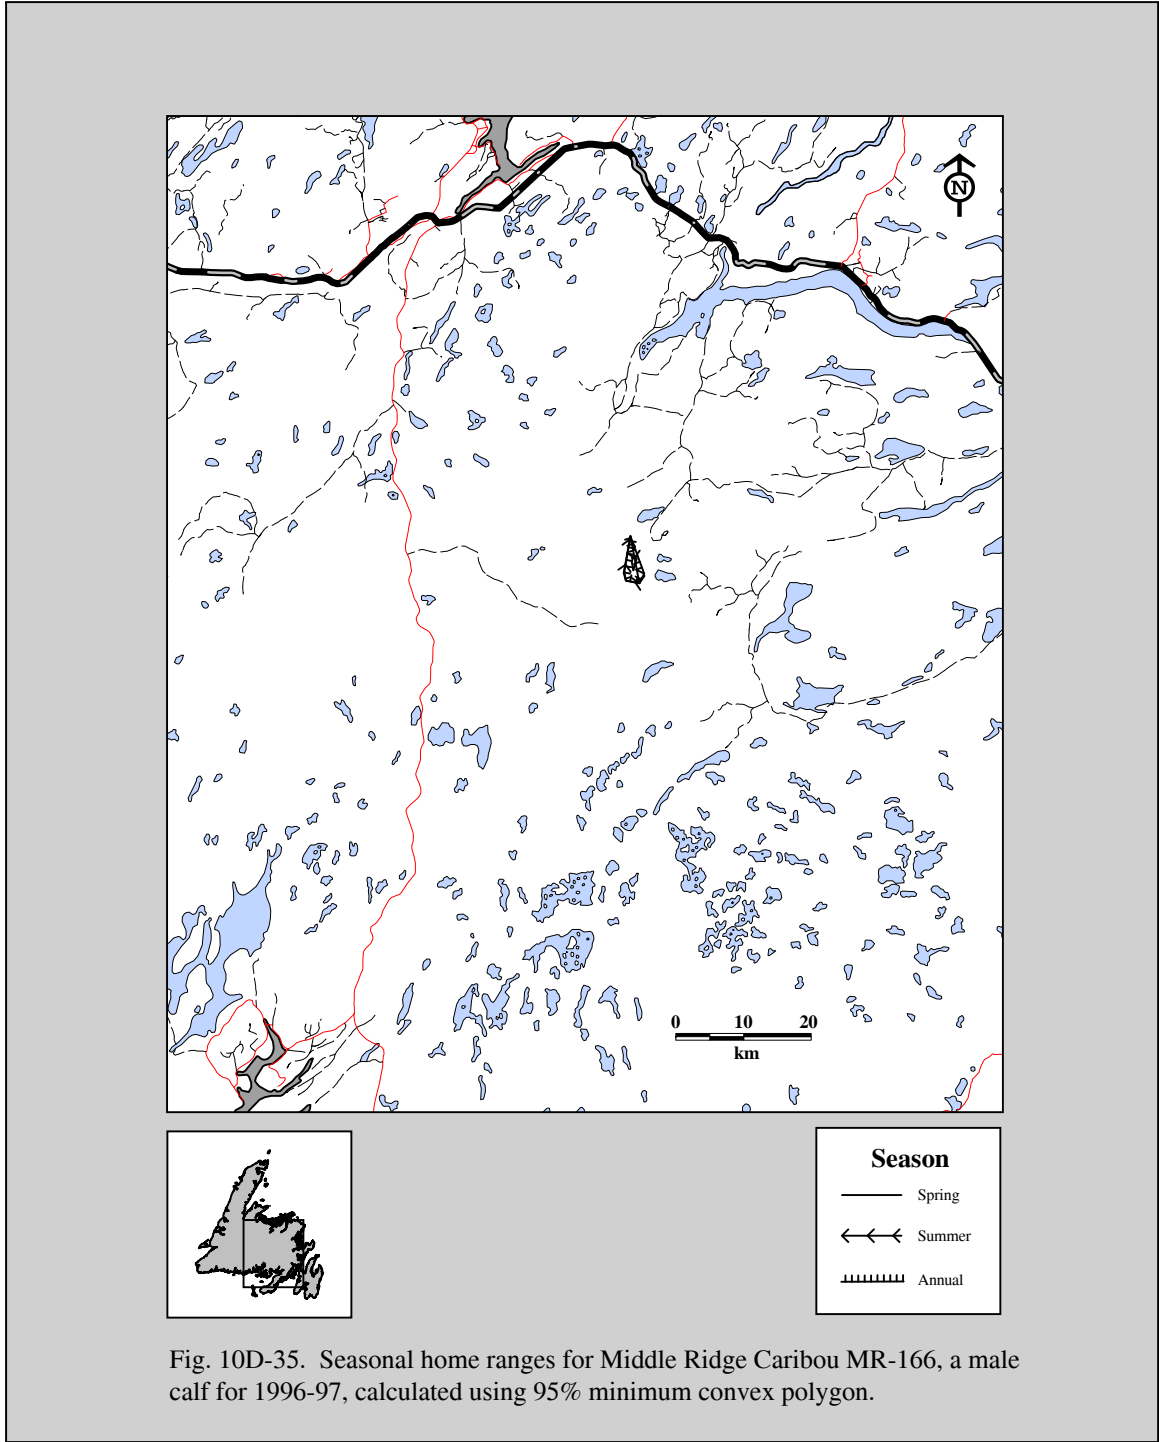 N
0 10 20
km
Season
Spring
Summer
Annual
Fig. 10D-35. Seasonal home ranges for Middle Ridge Caribou MR-166, a male
calf for 1996-97, calculated using 95% minimum convex polygon.